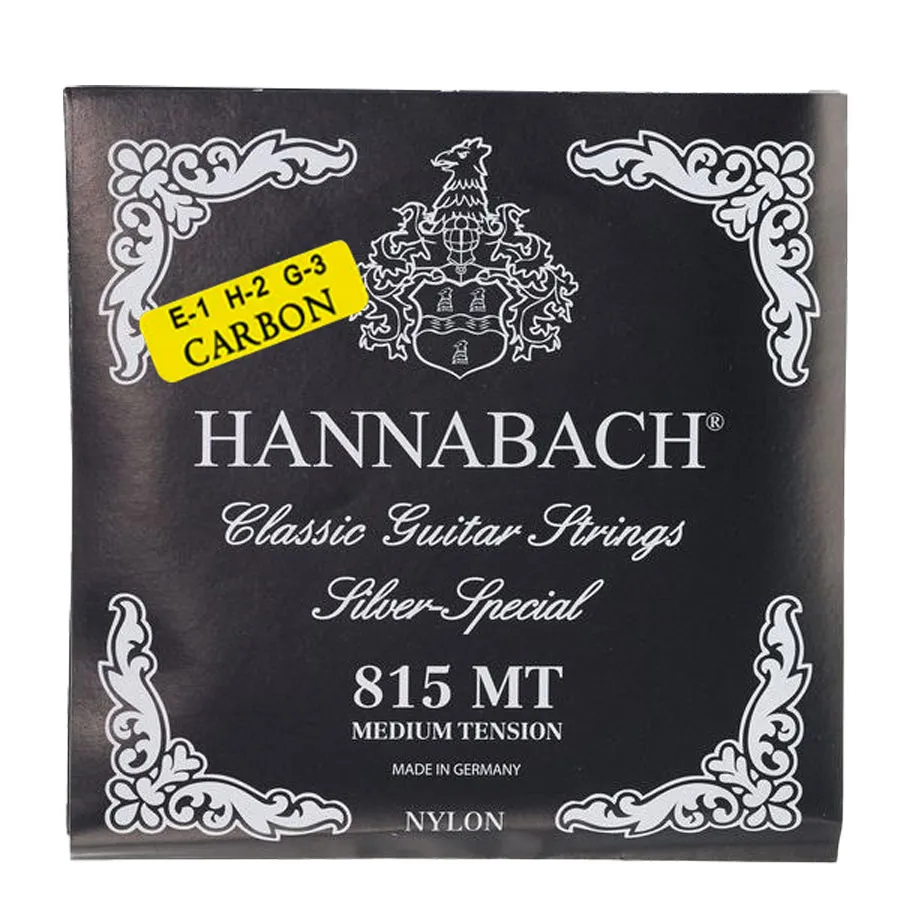 E-1 H-2 G-3
CARBON
HANNABACH®
Classic Guitar Strings
Silver-Special
815 MT
MEDIUM TENSION
MADE IN GERMANY
NYLON